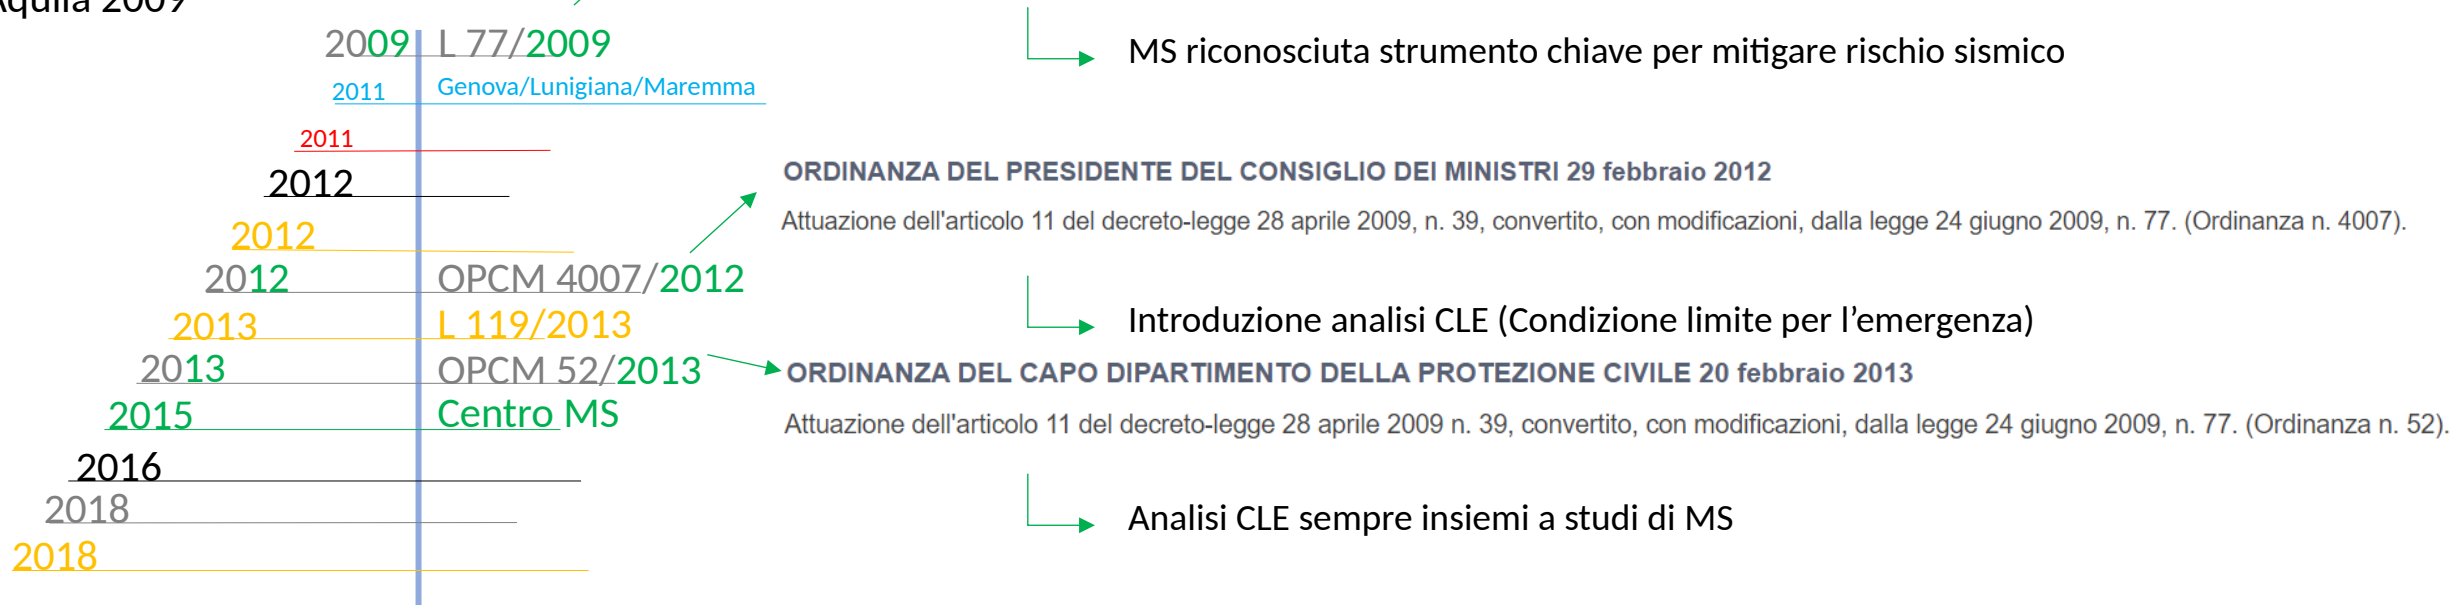 Aquila 2009
2009 L 77/2009
MS riconosciuta strumento chiave per mitigare rischio sismico
2011 Genova/Lunigiana/Maremma
2011
ORDINANZA DEL PRESIDENTE DEL CONSIGLIO DEI MINISTRI 29 febbraio 2012
2012
Attuazione dell'articolo 11 del decreto-legge 28 aprile 2009, n. 39, convertito, con modificazioni, dalla legge 24 giugno 2009, n. 77. (Ordinanza n. 4007).
2012
2012 OPCM 4007/2012
2013 L 119/2013
Introduzione analisi CLE (Condizione limite per l’emergenza)
2013 OPCM 52/2013
ORDINANZA DEL CAPO DIPARTIMENTO DELLA PROTEZIONE CIVILE 20 febbraio 2013
2015 Centro MS
Attuazione dell'articolo 11 del decreto-legge 28 aprile 2009 n. 39, convertito, con modificazioni, dalla legge 24 giugno 2009, n. 77. (Ordinanza n. 52).
2016
2018
Analisi CLE sempre insiemi a studi di MS
2018